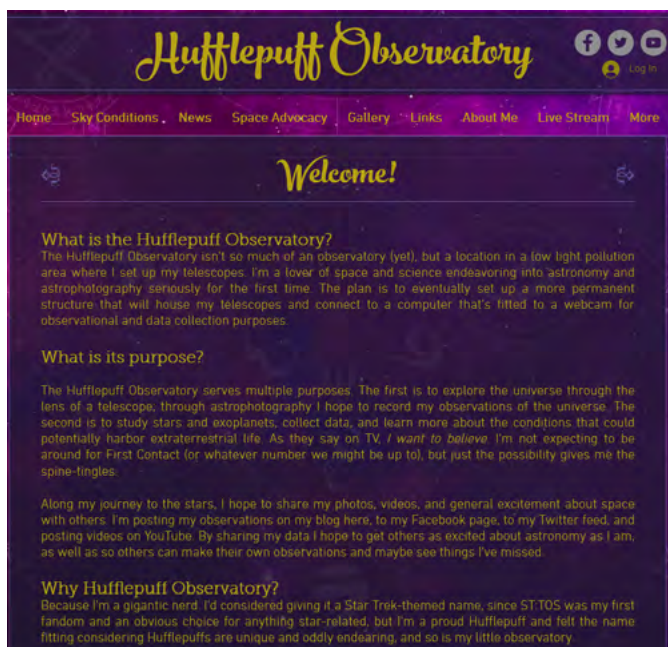 Hufflepuff Observatory
Log In
Home Sky Conditions News Space Advocacy Gallery Links About Me Live Stream More
Welcome!
What is the Hufflepuff Observatory?
The Hufflepuff Observatory isn't so much of an observatory (yet), but a location in a low light pollution
area where I set up my telescopes. I'm a lover of space and science endeavoring into astronomy and
astrophotography seriously for the first time. The plan is to eventually set up a more permanent
structure that will house my telescopes and connect to a computer that's fitted to a webcam for
observational and data collection purposes.
What is its purpose?
The Hufflepuff Observatory serves multiple purposes. The first is to explore the universe through the
lens of a telescope, through astrophotography I hope to record my observations of the universe. The
second is to study stars and exoplanets, collect data, and learn more about the conditions that could
potentially harbor extraterrestrial life. As they say on TV, I want to believe. I'm not expecting to be
around for First Contact (or whatever number we might be up to), but just the possibility gives me the
spine-tingles.
Along my journey to the stars, I hope to share my photos, videos, and general excitement about space
with others. I'm posting my observations on my blog here, to my Facebook page, to my Twitter feed, and
posting videos on YouTube. By sharing my data I hope to get others as excited about astronomy as I am,
as well as so others can make their own observations and maybe see things I've missed.
Why Hufflepuff Observatory?
Because I'm a gigantic nerd. I'd considered giving it a Star Trek-themed name, since ST:TOS was my first
fandom and an obvious choice for anything star-related, but I'm a proud Hufflepuff and felt the name
fitting considering Hufflepuffs are unique and oddly endearing, and so is my little observatory.